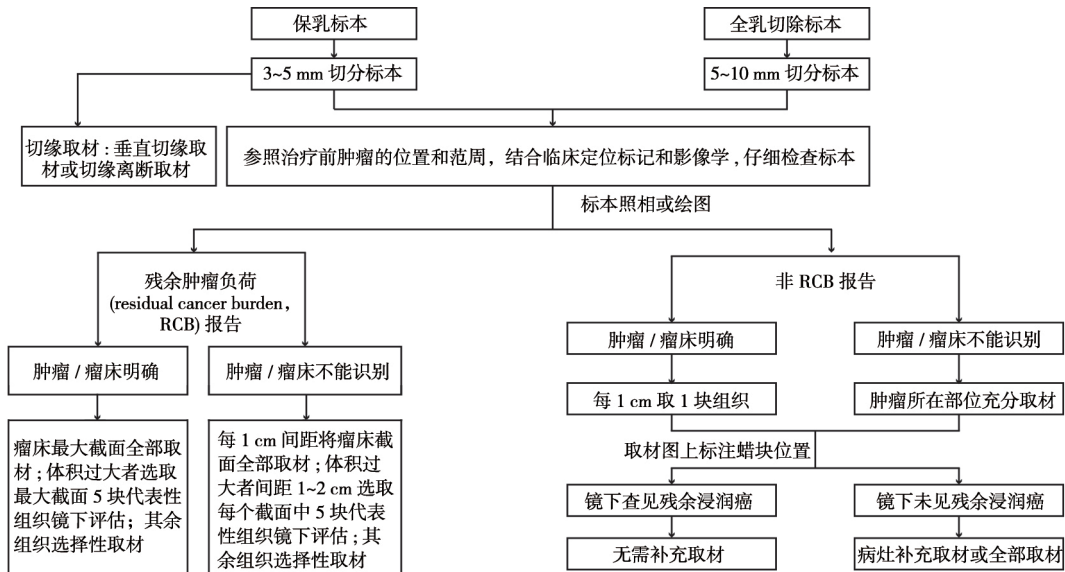 保乳标本
全乳切除标本
3~5 mm 切分标本
5~10 mm 切分标本
切缘取材：垂直切缘取
材或切缘离断取材
参照治疗前肿瘤的位置和范周，结合临床定位标记和影像学，仔细检查标本
标本照相或绘图
残余肿瘤负荷
(residual cancer burden，
RCB) 报告
非 RCB 报告
肿瘤 / 瘤床明确
肿瘤 / 瘤床不能识别
肿瘤 / 瘤床明确
肿瘤 / 瘤床不能识别
每 1 cm 取 1 块组织
肿瘤所在部位充分取材
瘤床最大截面全部取
材；体积过大者选取
最大截面 5 块代表性
组织镜下评估；其余
组织选择性取材
每 1 cm 间距将瘤床截
面全部取材；体积过
大者间距 1~2 cm 选取
每个截面中 5 块代表
性组织镜下评估；其
余组织选择性取材
取材图上标注蜡块位置
镜下查见残余浸润癌
镜下未见残余浸润癌
无需补充取材
病灶补充取材或全部取材